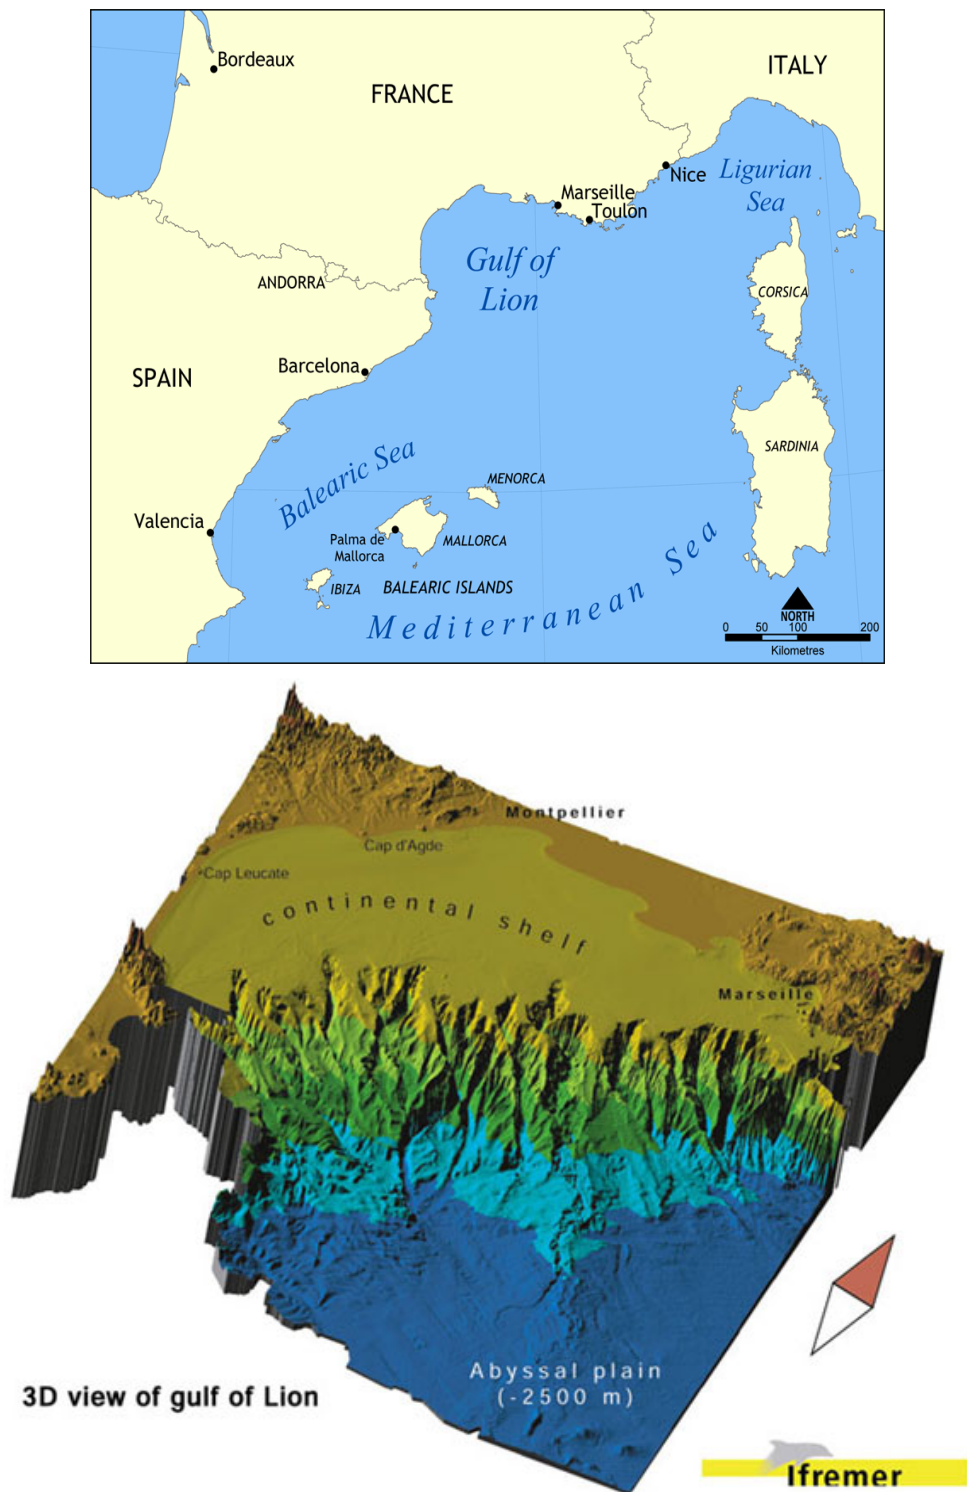 Bordeaux
ITALY
FRANCE
Ligurian
Sea
Nice
Marseille
Toulon
Gulf of
Lion
ANDORRA
CORSICA
Barcelona
SPAIN
SARDINIA
Balearic Sea
MENORCA
Valencia
Palma de
Mallorca
MALLORCA
IBIZA
BALEARIC ISLANDS
Mediterranean Sea
NORTH
0 50 100 200
Kilometres
Montpellier
Cap d'Agde
Cap Leucate
continental shelf
Marseille
Abyssal plain
(-2500 m)
3D view of gulf of Lion
Ifremer